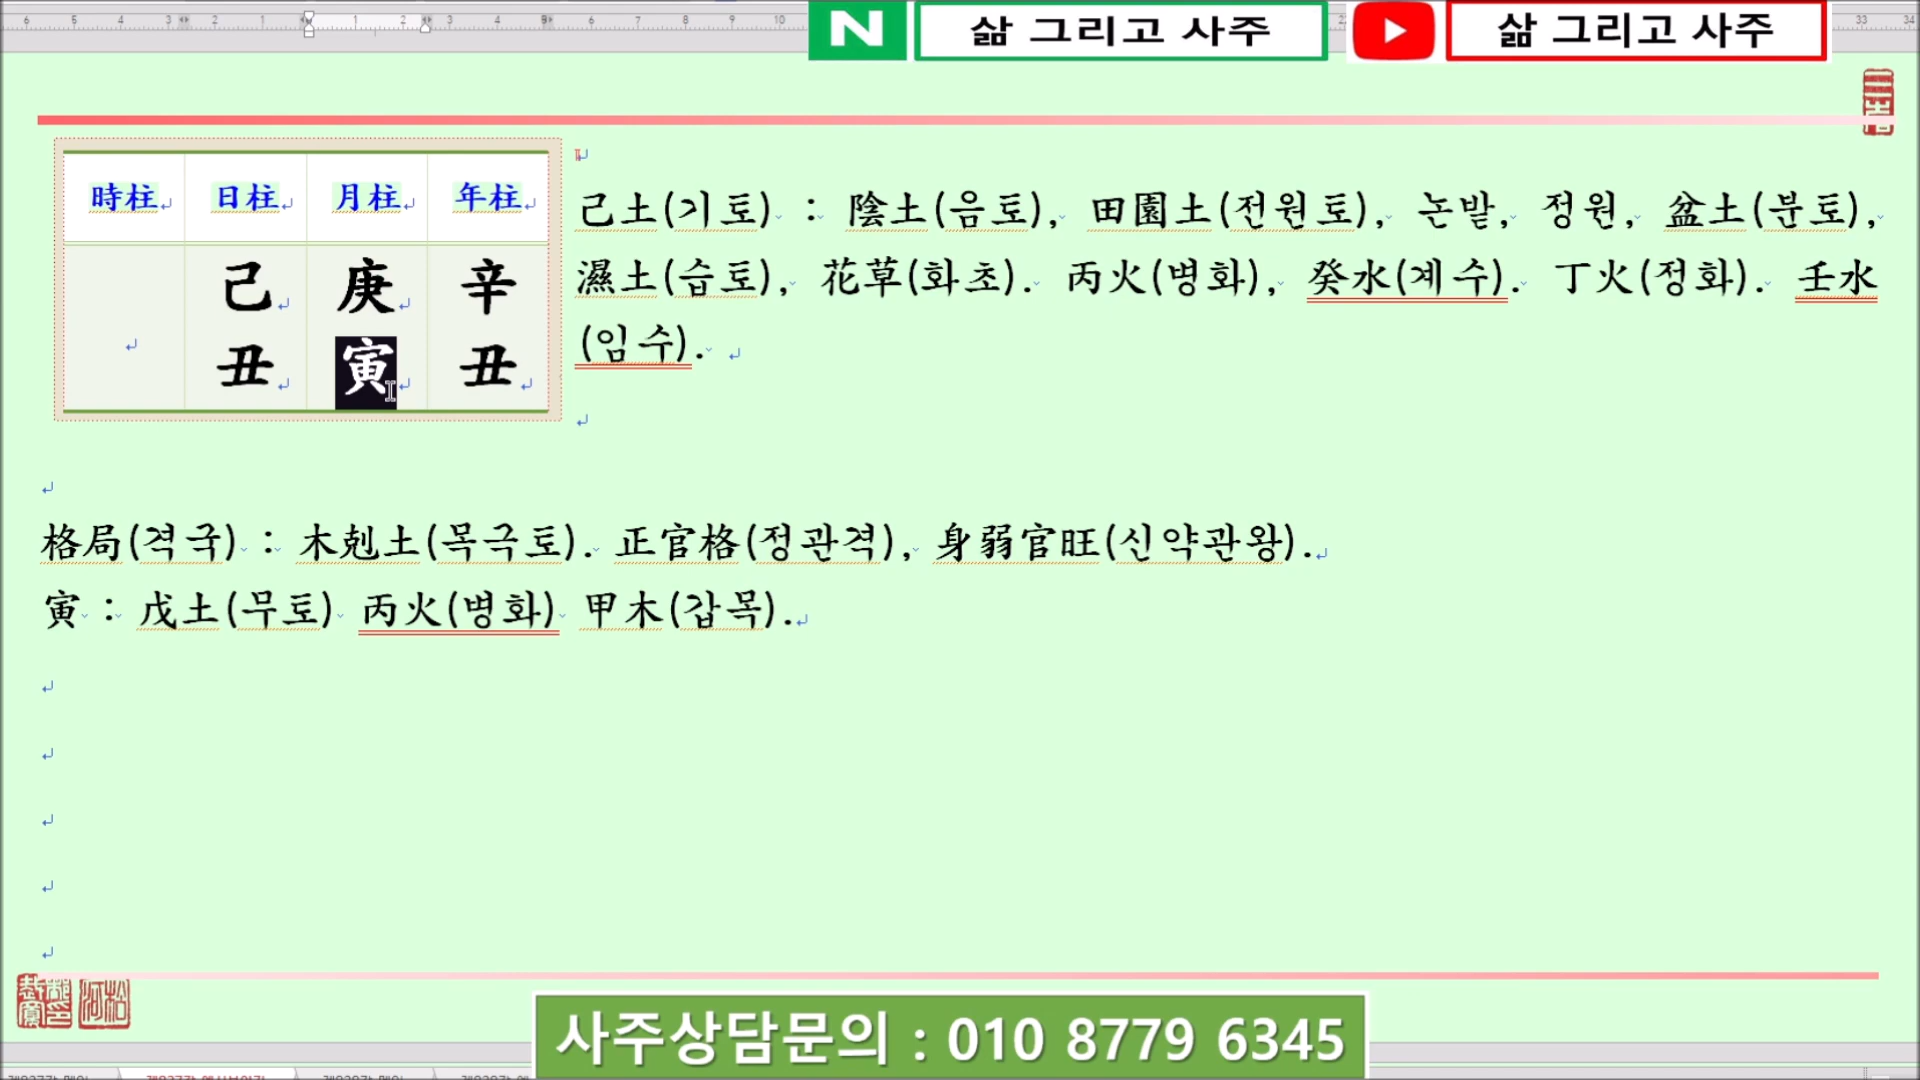 삶 그리고 사주
삶 그리고 사주
時柱 日柱 月柱 年柱
己 庚 辛
丑 寅 丑
己土(기토) : 陰土(음토), 田園土(전원토), 논밭, 정원, 盆土(분토),
濕土(습토), 花草(화초). 丙火(병화), 癸水(계수). 丁火(정화). 壬水
(임수).
格局(격국) : 木剋土(목극토). 正官格(정관격), 身弱官旺(신약관왕).
寅 : 戊土(무토) 丙火(병화) 甲木(갑목).
사주상담문의 : 010 8779 6345